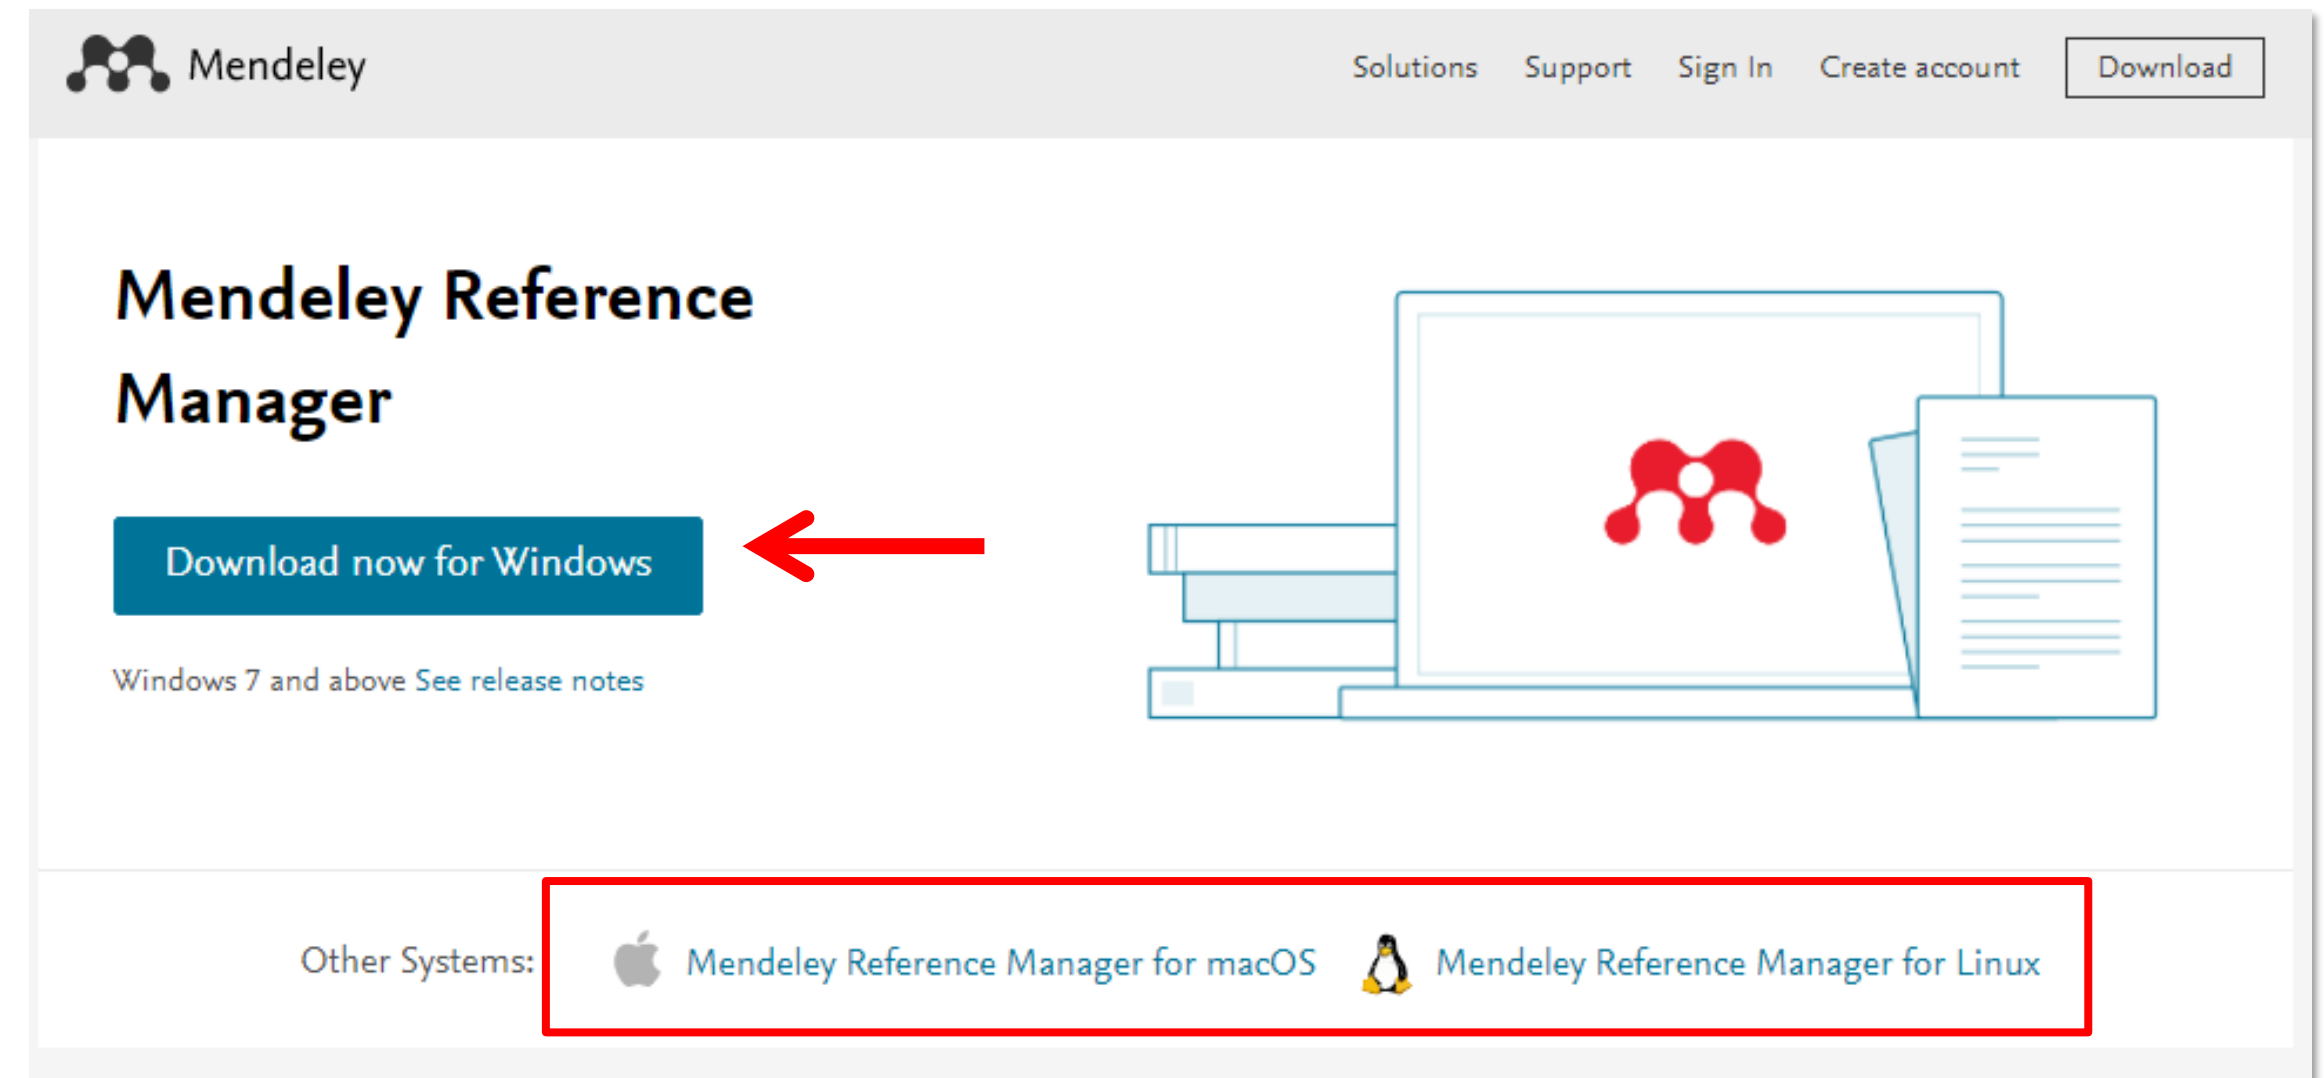 Mendeley
Solutions Support Sign In Create account Download
Mendeley Reference
Manager
Download now for Windows
Windows 7 and above See release notes
Other Systems: Mendeley Reference Manager for macOS Mendeley Reference Manager for Linux